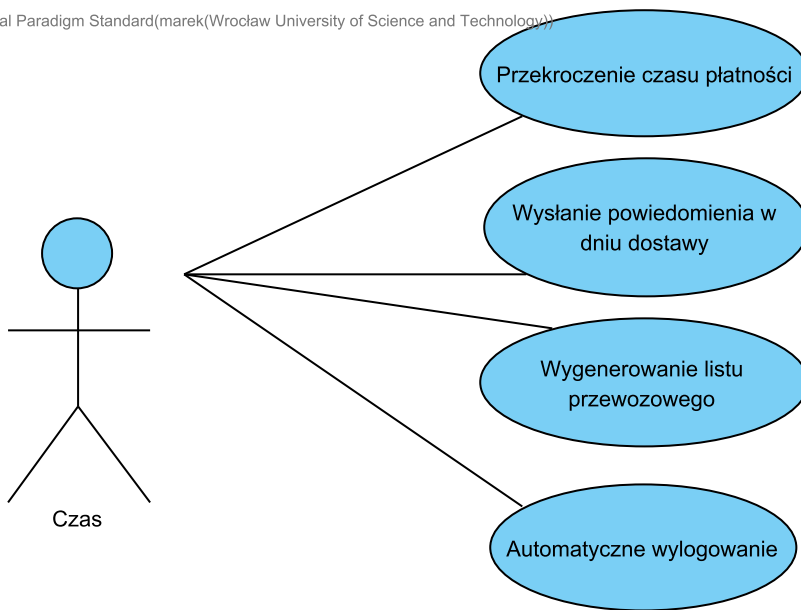 al Paradigm Standard(marek(Wrocław University of Science and Technology))
Przekroczenie czasu płatności
Wysłanie powiedomienia w
dniu dostawy
Wygenerowanie listu
przewozowego
Czas
Automatyczne wylogowanie